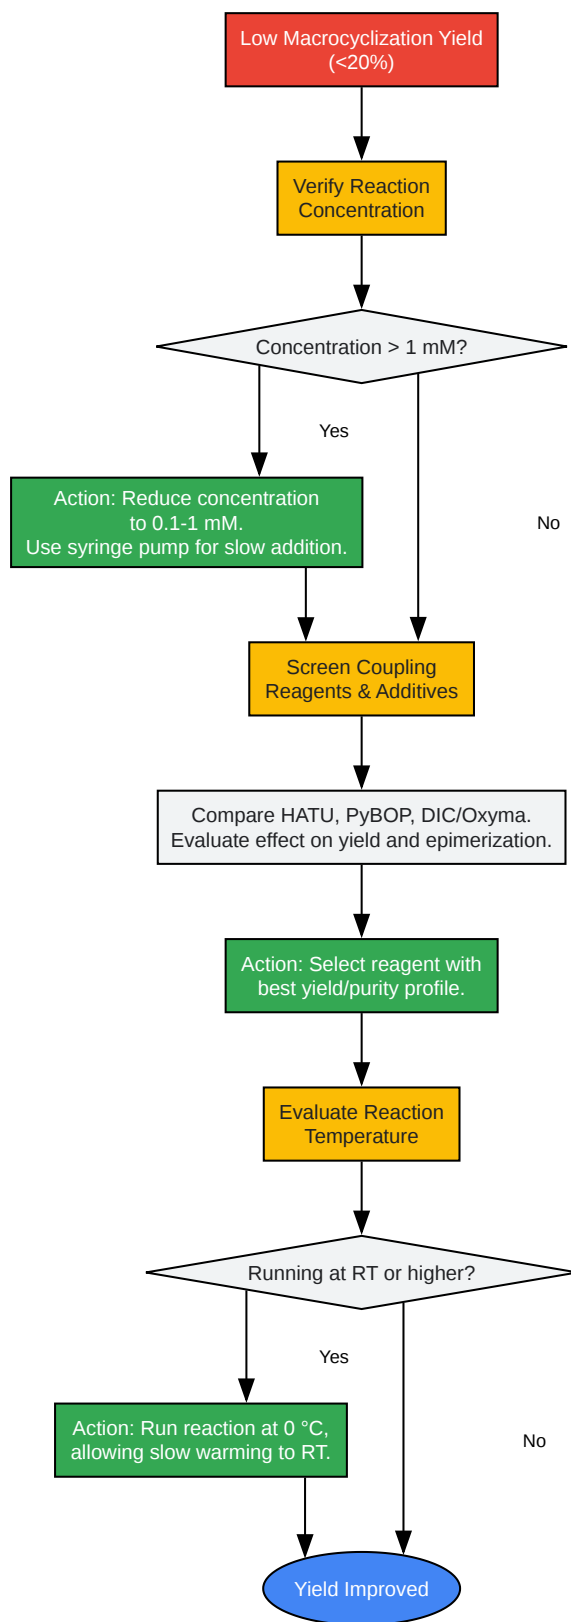 Low Macrocyclization Yield
(<20%)
Verify Reaction
Concentration
Concentration > 1 mM?
Yes
Action: Reduce concentration
to 0.1-1 mM.
Use syringe pump for slow addition.
No
Screen Coupling
Reagents & Additives
Compare HATU, PyBOP, DIC/Oxyma.
Evaluate effect on yield and epimerization.
Action: Select reagent with
best yield/purity profile.
Evaluate Reaction
Temperature
Running at RT or higher?
Yes
Action: Run reaction at 0 °C,
allowing slow warming to RT.
No
Yield Improved